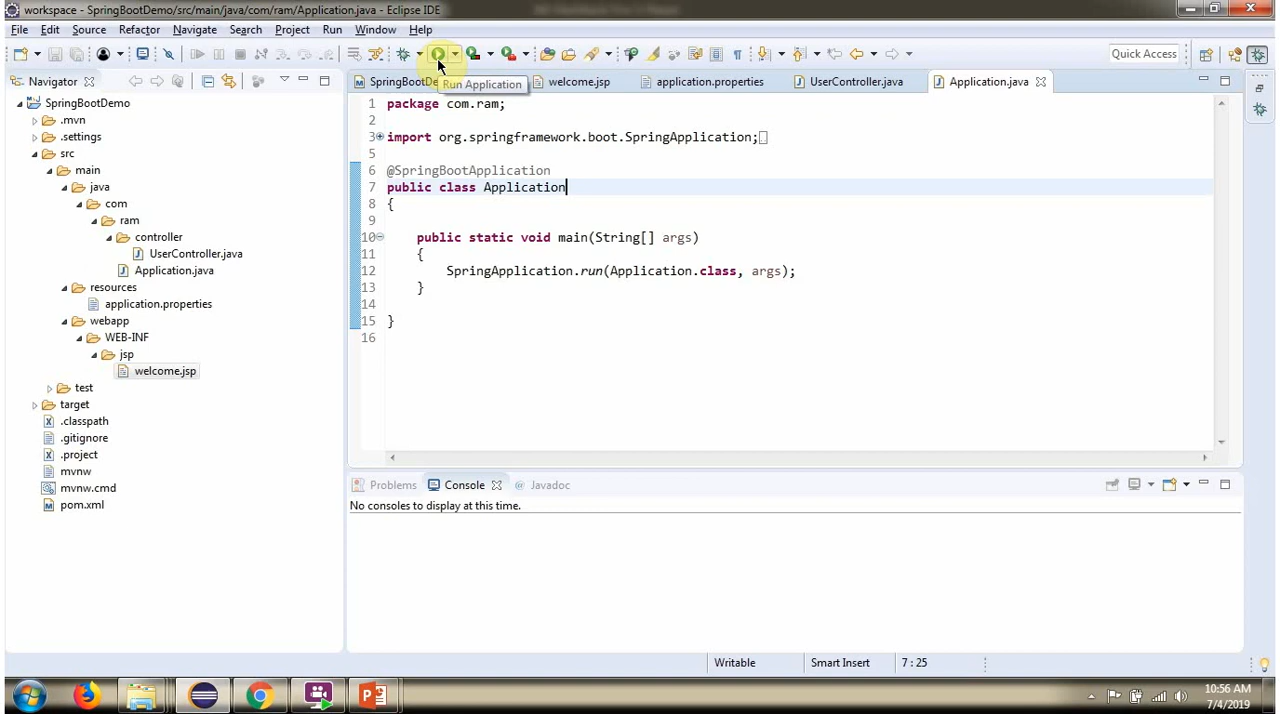 workspace - SpringBootDemo/src/main/java/com/ram/Application.java - Eclipse IDE
File Edit Source Refactor Navigate Search Project Run Window Help
Quick Access
Run Application
Navigator
SpringBootDe
welcome.jsp
application.properties
UserController.java
Application.java
SpringBootDemo
.mvn
.settings
src
main
java
com
ram
controller
UserController.java
Application.java
resources
application.properties
webapp
WEB-INF
jsp
welcome.jsp
test
target
.classpath
.gitignore
.project
mvnw
mvnw.cmd
pom.xml
1 package com.ram;
2
3 import org.springframework.boot.SpringApplication;
5
6 @SpringBootApplication
7 public class Application
8 {
9
10 public static void main(String[] args)
11 {
12 SpringApplication.run(Application.class, args);
13 }
14
15 }
16
Problems Console @ Javadoc
No consoles to display at this time.
Writable Smart Insert 7 : 25
10:56 AM
7/4/2019